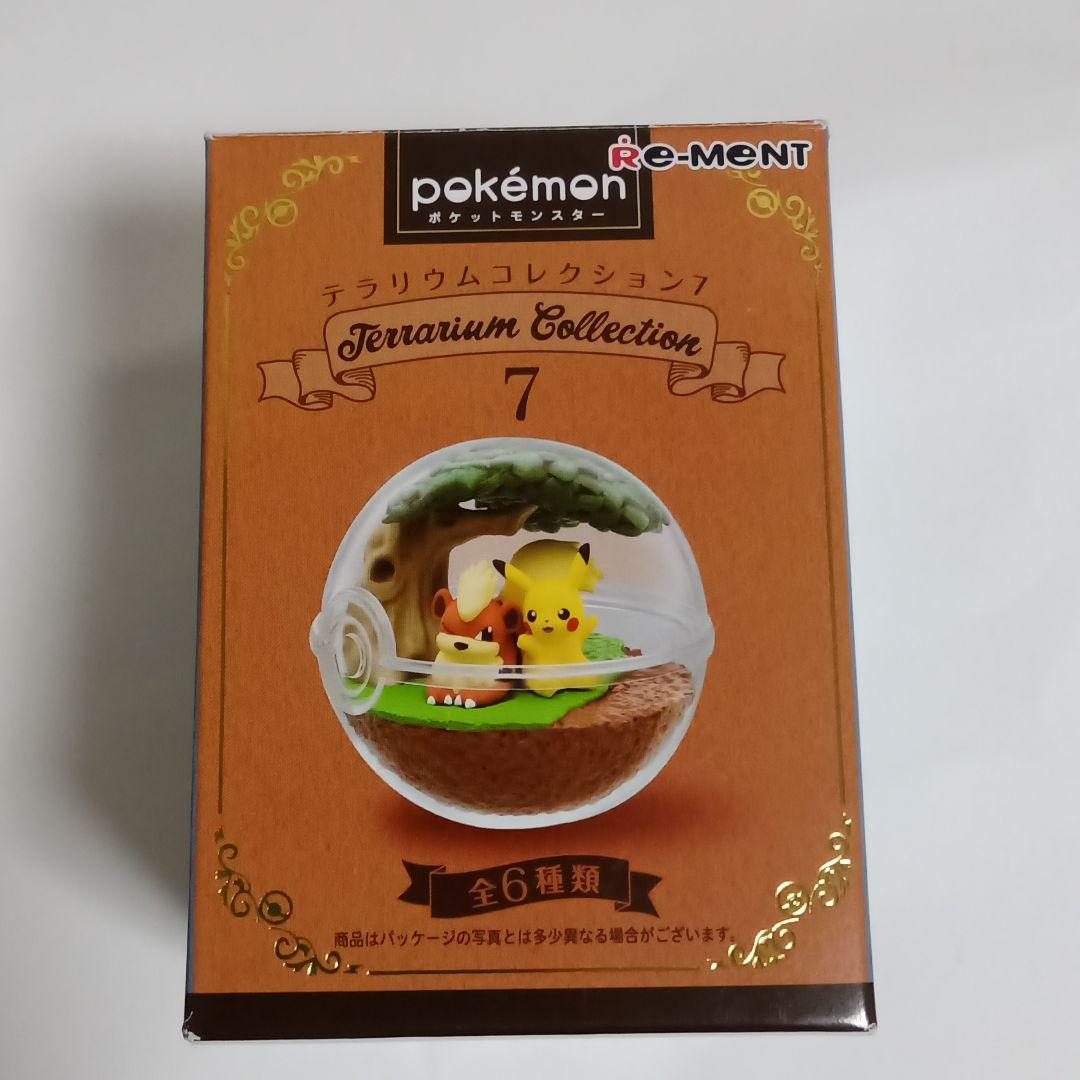 Re-MeNT
pokémon
ポケットモンスター
テラリウムコレクション7
Terrarium Collection
7
全6種類
商品はパッケージの写真とは多少異なる場合がございます。